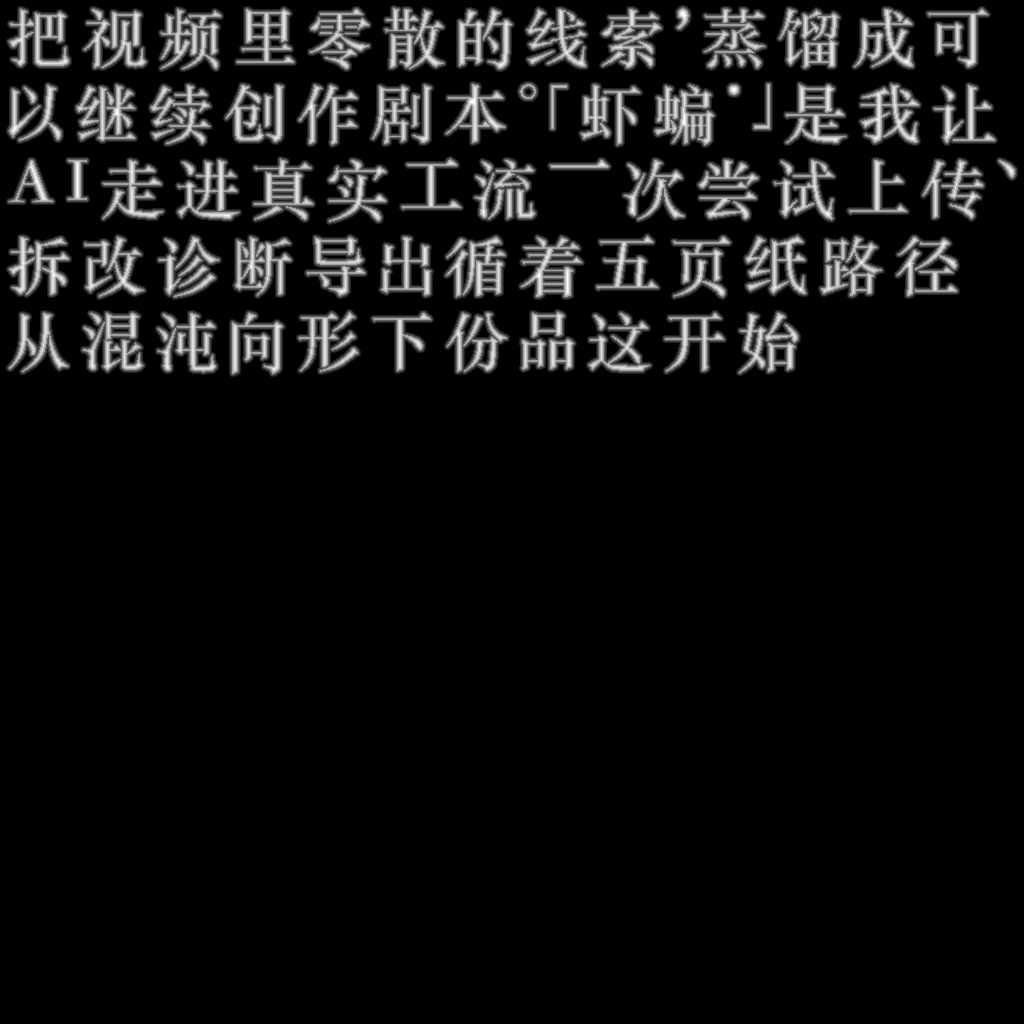 把视频里零散的线索，蒸馏成可
以继续创作剧本。「虾蝙·」是我让
AI走进真实工流一次尝试上传、
拆改诊断导出循着五页纸路径
从混沌向形下份品这开始